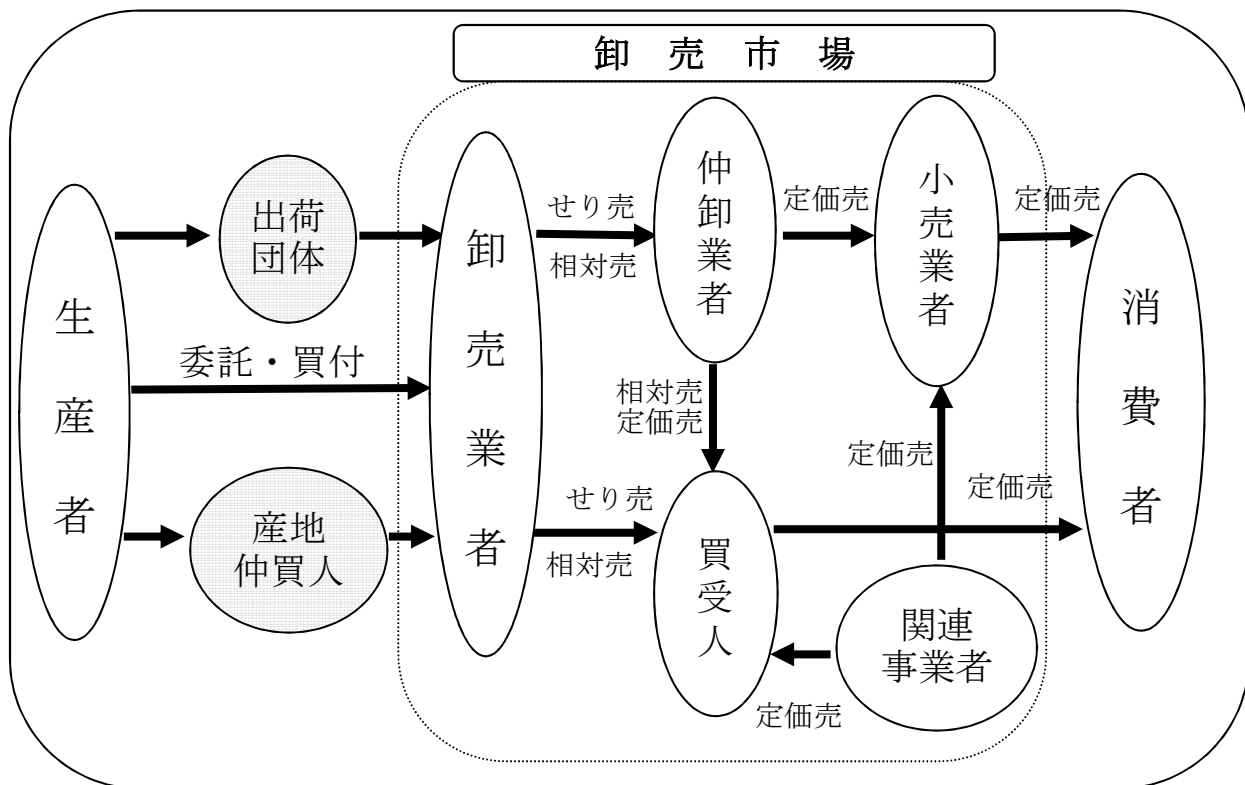 卸売市場
出荷
団体
生産者
委託・買付
産地
仲買人
卸売業者
せり売
相対売
仲卸業者
定価売
小売業者
定価売
消費者
相対売
定価売
せり売
相対売
買受人
定価売
定価売
関連
事業者
定価売